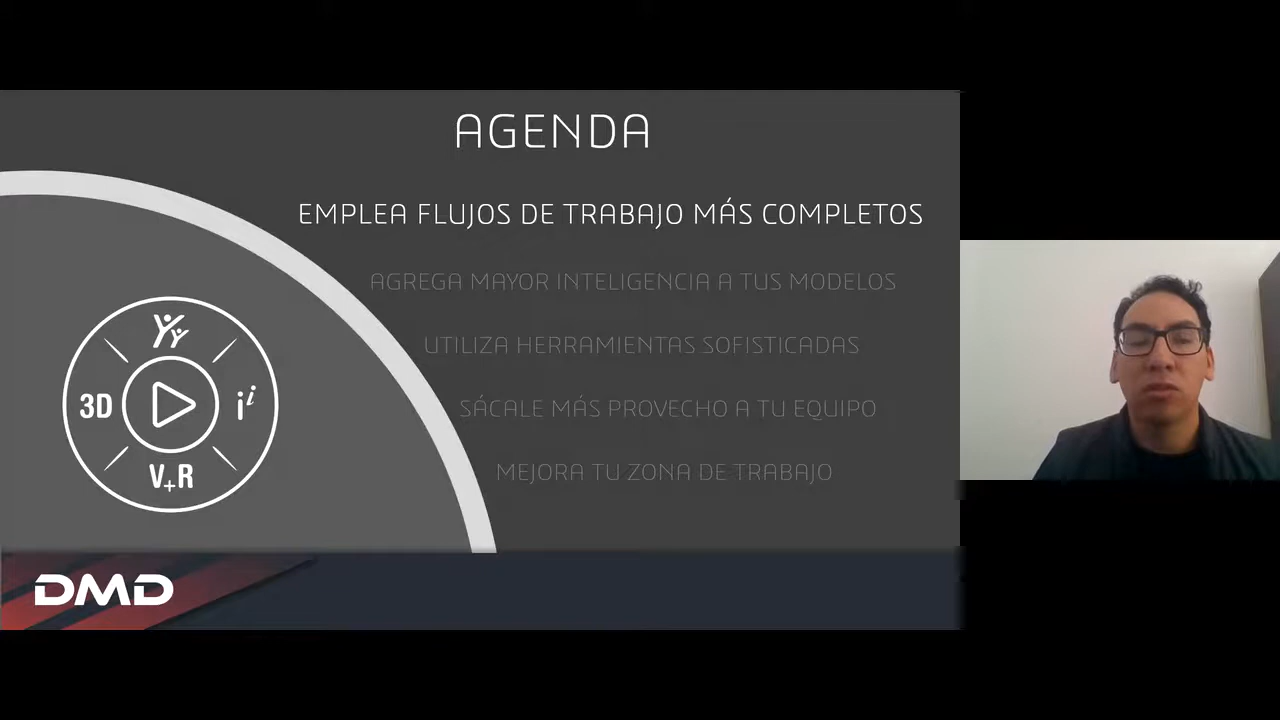 AGENDA
EMPLEA FLUJOS DE TRABAJO MÁS COMPLETOS
AGREGA MAYOR INTELIGENCIA A TUS MODELOS
UTILIZA HERRAMIENTAS SOFISTICADAS
SÁCALE MÁS PROVECHO A TU EQUIPO
MEJORA TU ZONA DE TRABAJO
3D
i i
V+R
DMD